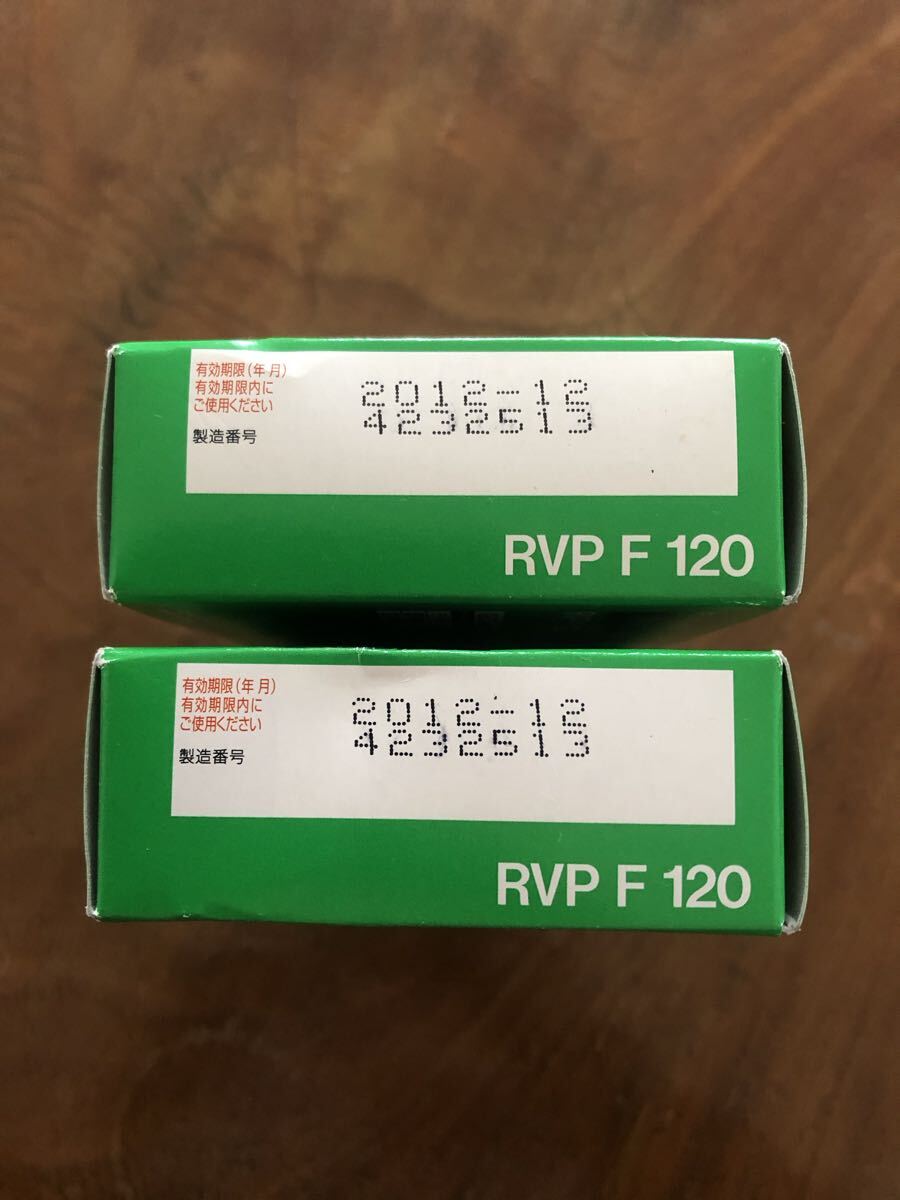 有効期限(年月)
有効期限内に
ご使用ください
製造番号
2012-12
4232513
RVP F 120
有効期限(年月)
有効期限内に
ご使用ください
製造番号
2012-12
4232513
RVP F 120